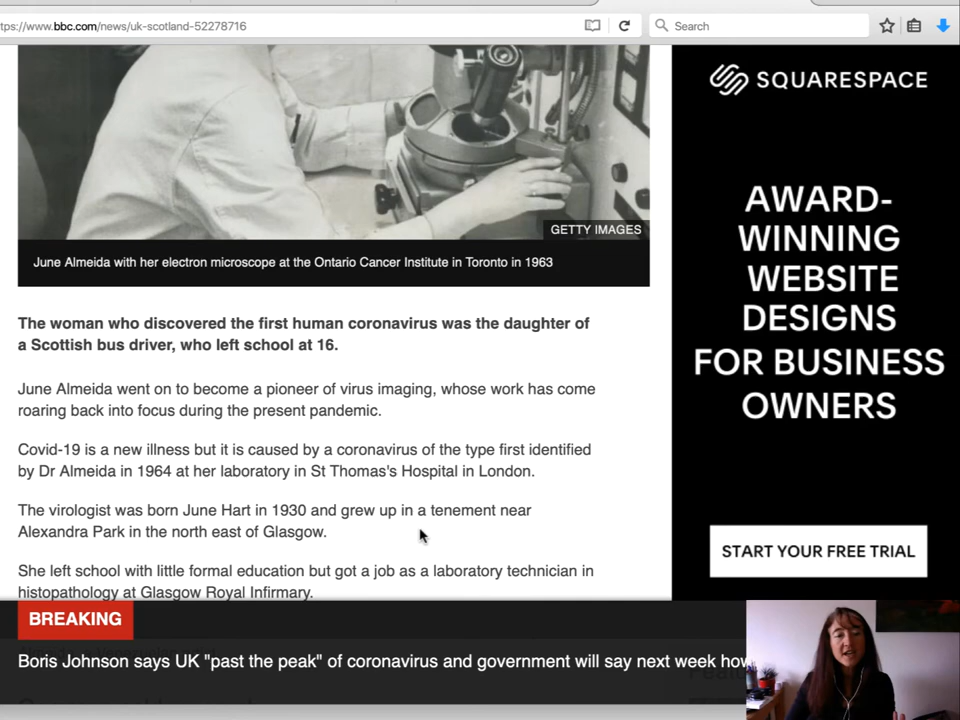 tps://www.bbc.com/news/uk-scotland-52278716
Search
GETTY IMAGES
June Almeida with her electron microscope at the Ontario Cancer Institute in Toronto in 1963
The woman who discovered the first human coronavirus was the daughter of
a Scottish bus driver, who left school at 16.
June Almeida went on to become a pioneer of virus imaging, whose work has come
roaring back into focus during the present pandemic.
Covid-19 is a new illness but it is caused by a coronavirus of the type first identified
by Dr Almeida in 1964 at her laboratory in St Thomas's Hospital in London.
The virologist was born June Hart in 1930 and grew up in a tenement near
Alexandra Park in the north east of Glasgow.
She left school with little formal education but got a job as a laboratory technician in
histopathology at Glasgow Royal Infirmary.
BREAKING
Boris Johnson says UK "past the peak" of coronavirus and government will say next week how
SQUARESPACE
AWARD-
WINNING
WEBSITE
DESIGNS
FOR BUSINESS
OWNERS
START YOUR FREE TRIAL